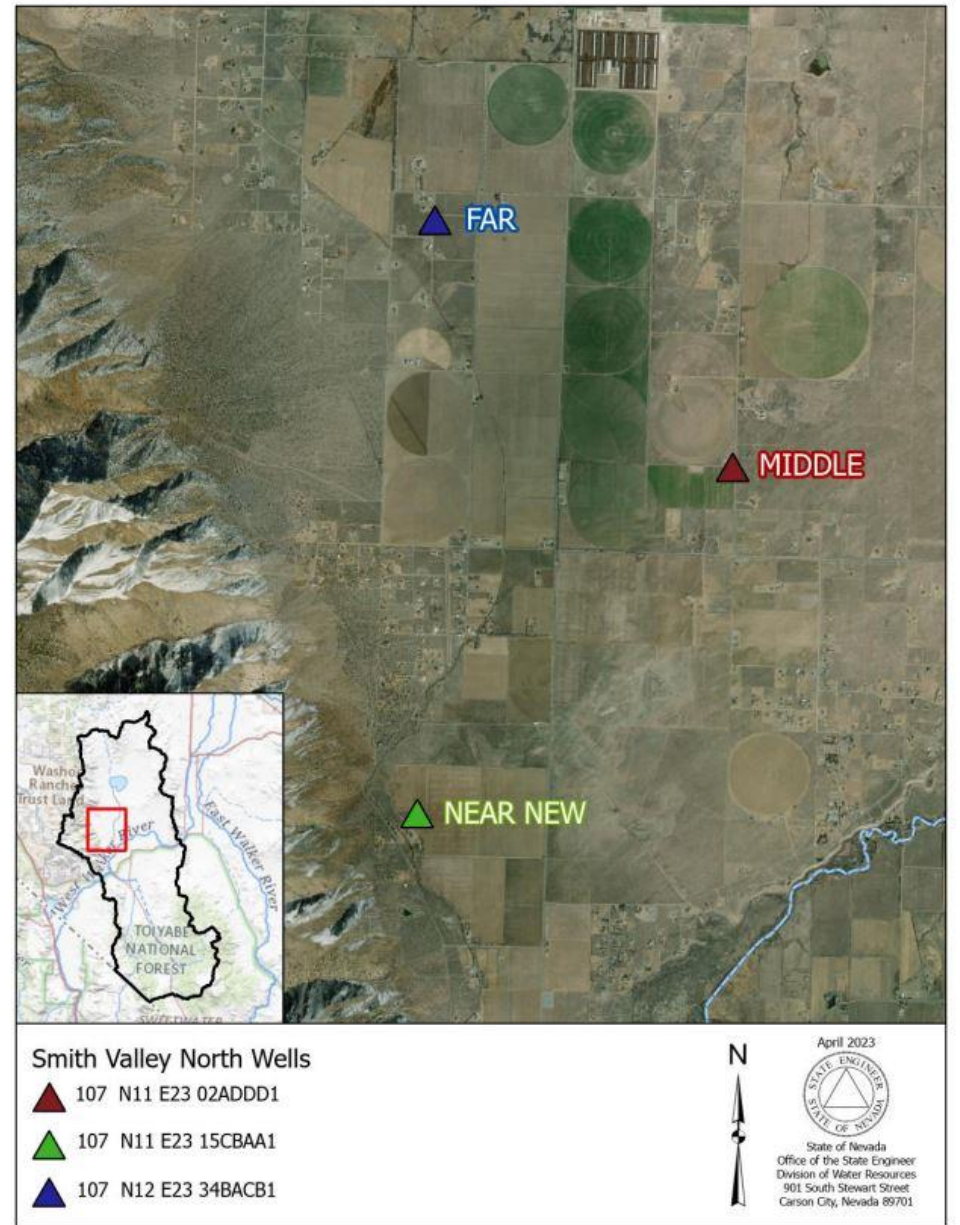 FAR
MIDDLE
NEAR NEW
Washo
Ranche
Trust Land
West Walker River
East Walker River
TOIYABE
NATIONAL
FOREST
SWEETWATER
Smith Valley North Wells
107 N11 E23 02ADDD1
107 N11 E23 15CBAA1
107 N12 E23 34BACB1
N
April 2023
STATE ENGINEER
STATE OF NEVADA
State of Nevada
Office of the State Engineer
Division of Water Resources
901 South Stewart Street
Carson City, Nevada 89701